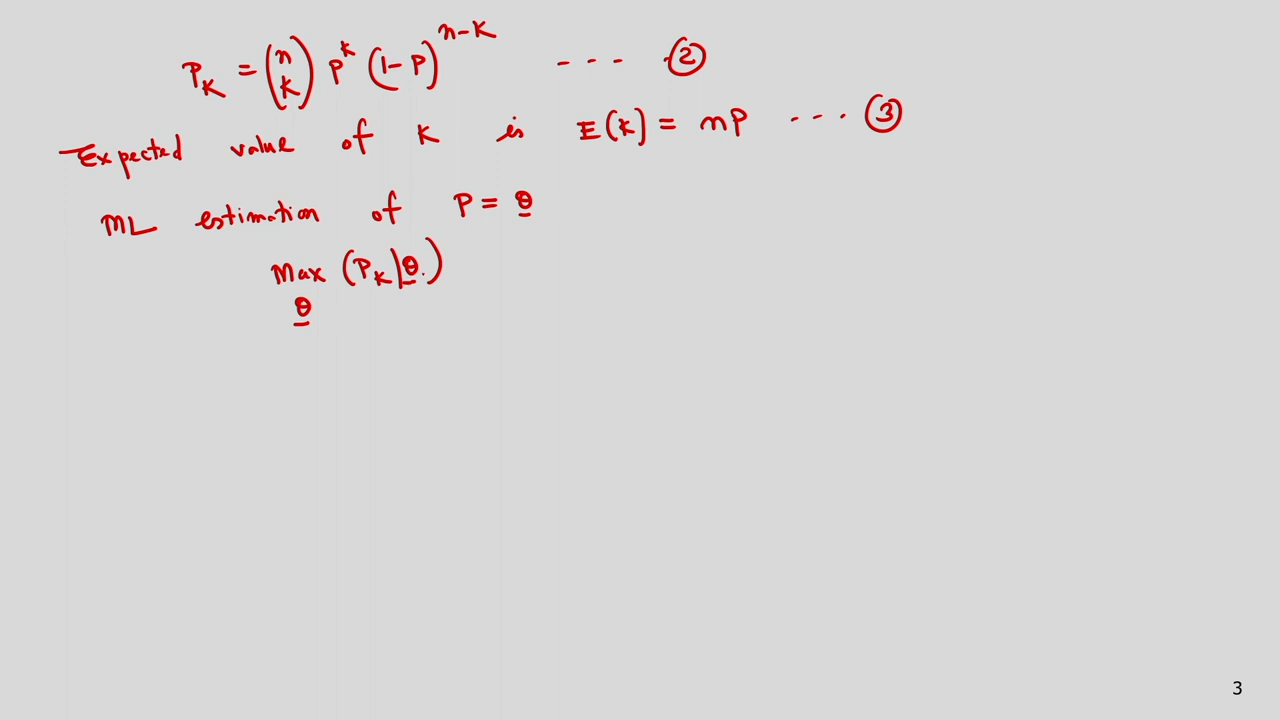 P_K = (n K) P^K (1-P)^{n-K} --- ②
Expected value of K is E(K) = nP --- ③
ML estimation of P = θ
Max (P_K|θ.)
θ
3